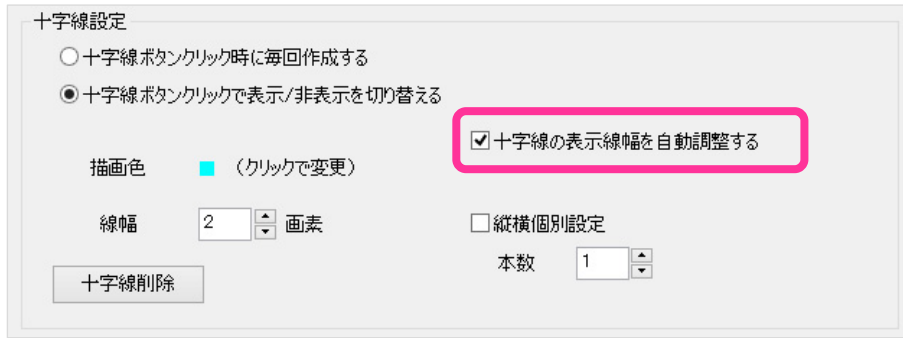 十字線設定
十字線ボタンクリック時に毎回作成する
十字線ボタンクリックで表示/非表示を切り替える
十字線の表示線幅を自動調整する
描画色 (クリックで変更)
線幅 2 画素
縦横個別設定
本数 1
十字線削除